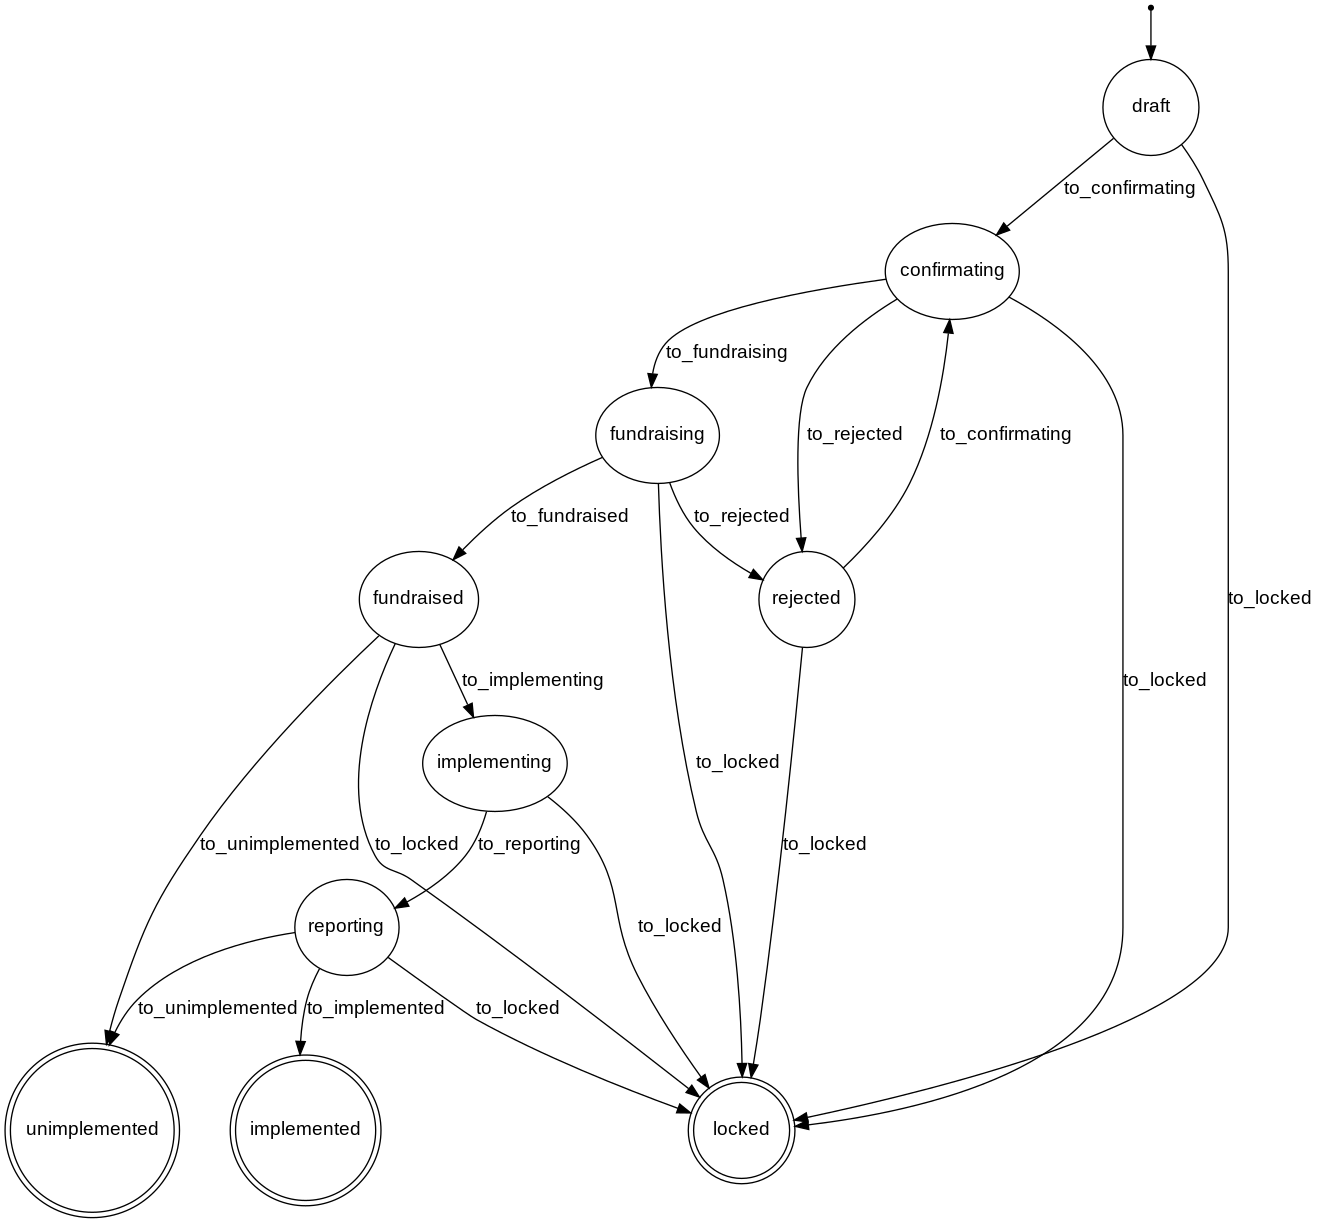 draft
to_confirmating
confirmating
to_fundraising
fundraising
to_rejected
to_confirmating
to_fundraised
to_rejected
fundraised
rejected
to_locked
to_implementing
to_locked
implementing
to_locked
to_unimplemented
to_locked
to_reporting
to_locked
reporting
to_locked
to_unimplemented
to_implemented
to_locked
unimplemented
implemented
locked